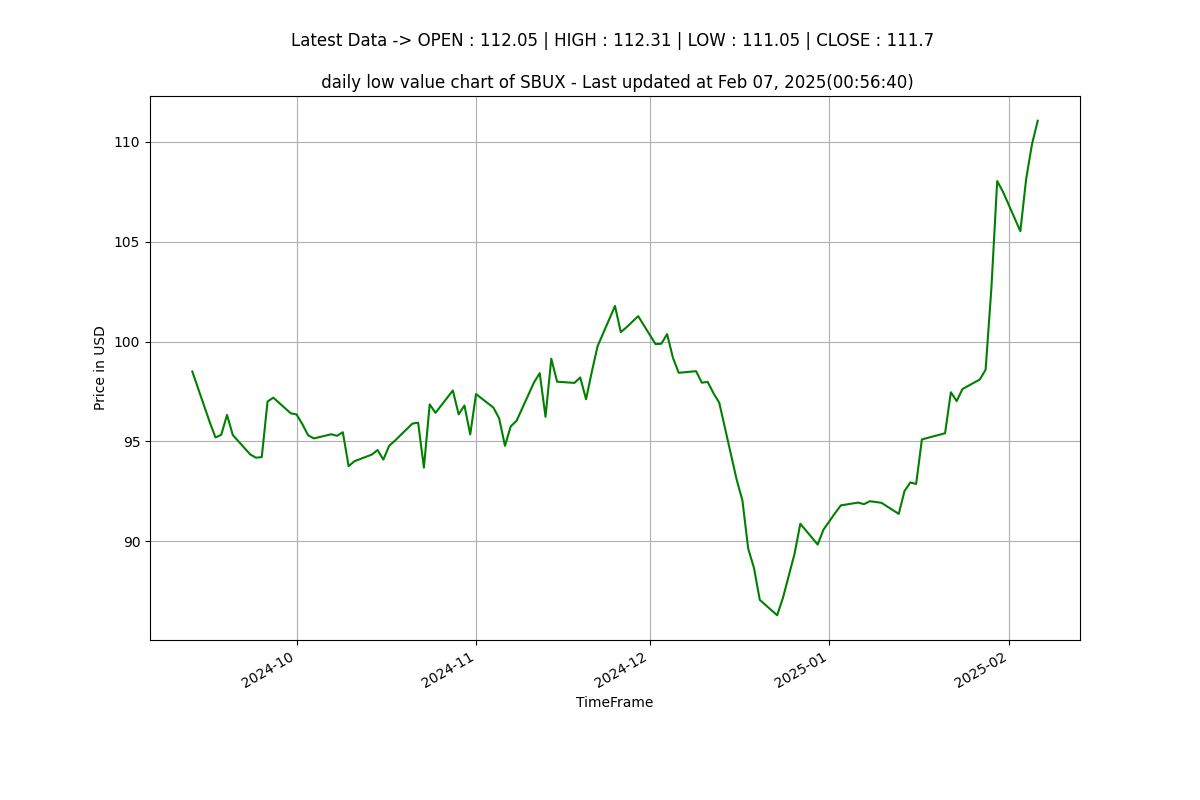 Latest Data -> OPEN : 112.05 | HIGH : 112.31 | LOW : 111.05 | CLOSE : 111.7
daily low value chart of SBUX - Last updated at Feb 07, 2025(00:56:40)
110
105
100
95
90
Price in USD
2024-10
2024-11
2024-12
2025-01
2025-02
TimeFrame